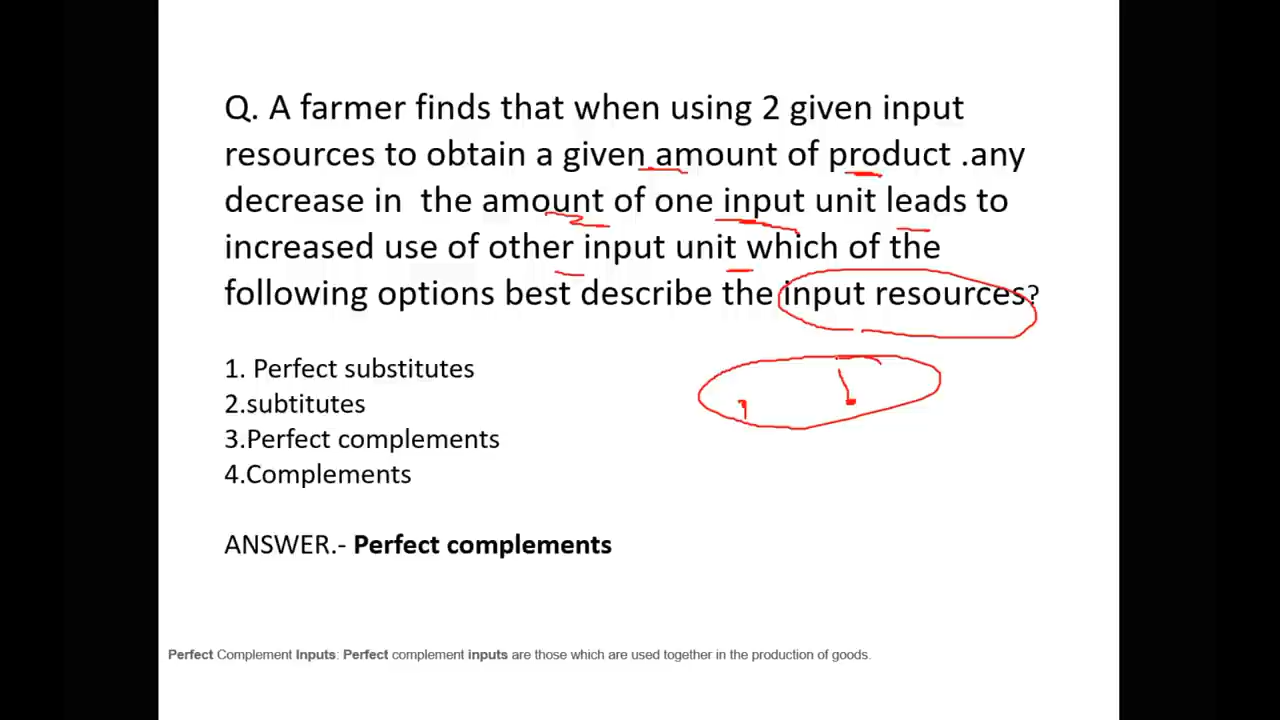 Q. A farmer finds that when using 2 given input
resources to obtain a given amount of product .any
decrease in the amount of one input unit leads to
increased use of other input unit which of the
following options best describe the input resources?
1. Perfect substitutes
2.subtitutes
3.Perfect complements
4.Complements
ANSWER.- Perfect complements
Perfect Complement Inputs: Perfect complement inputs are those which are used together in the production of goods.